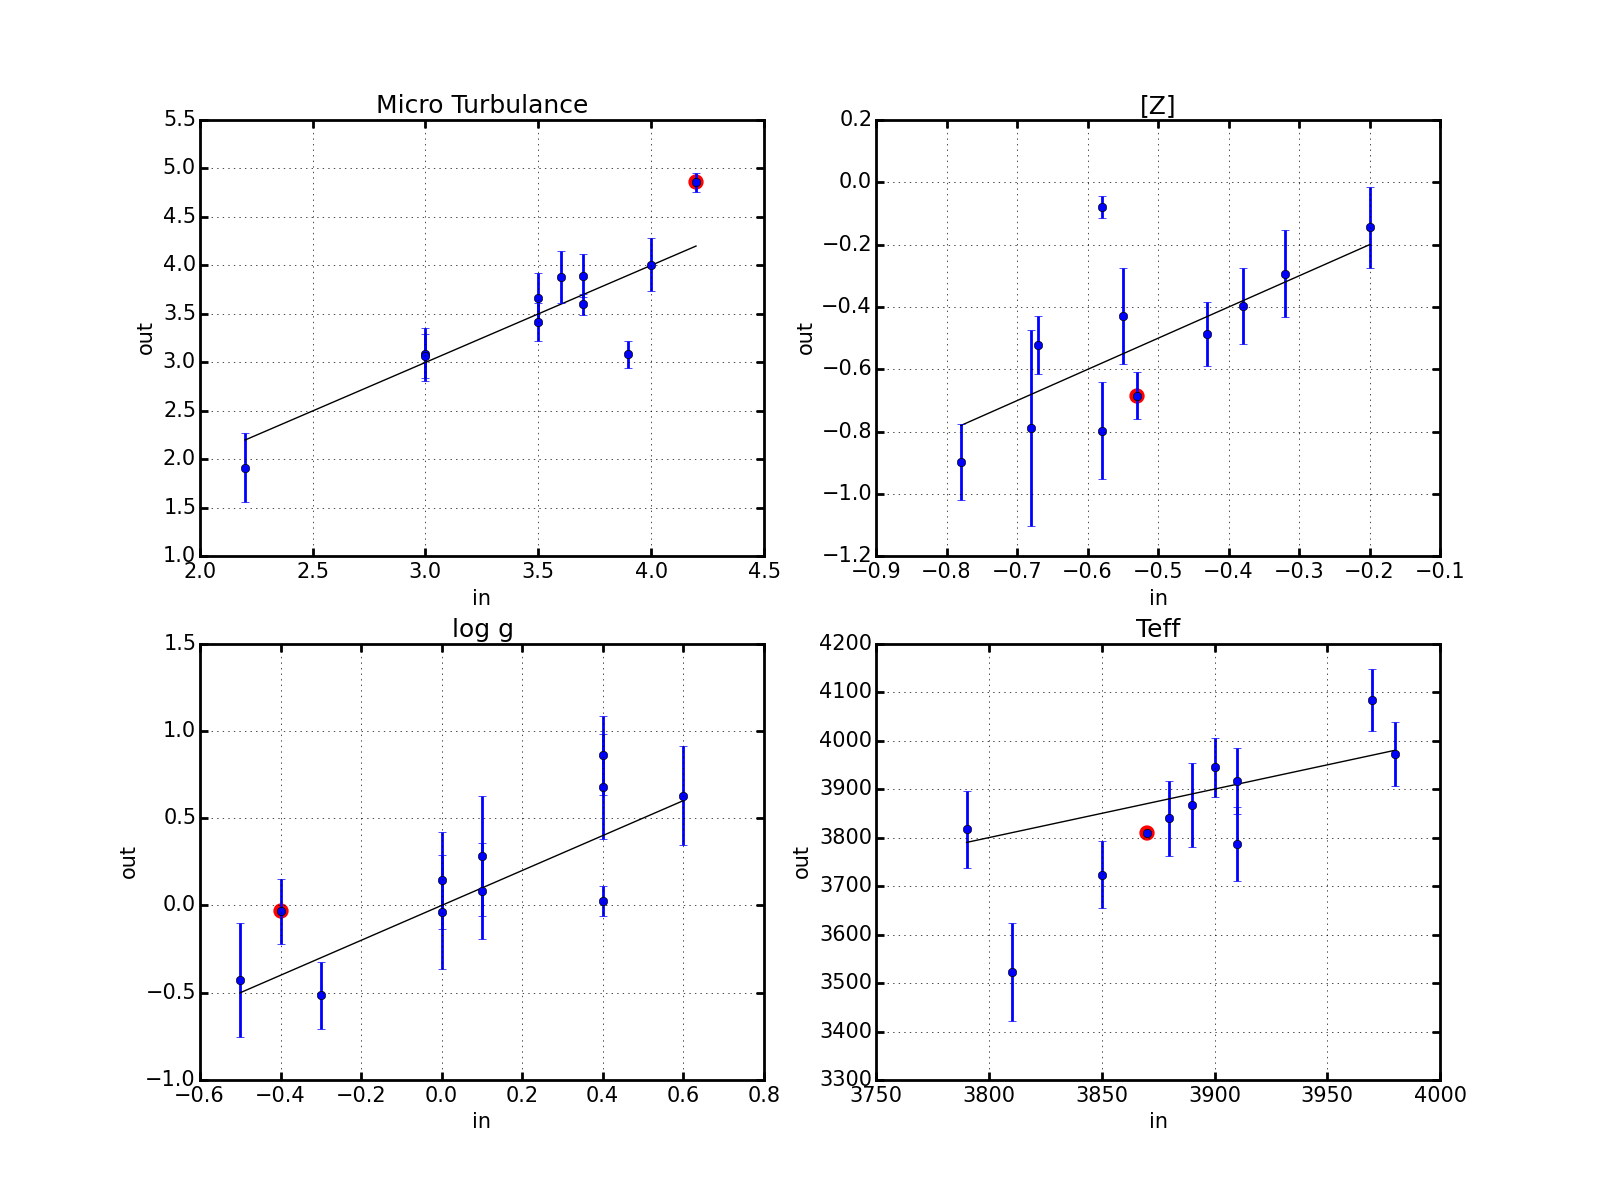 Micro Turbulance
5.5
5.0
4.5
4.0
3.5
3.0
2.5
2.0
1.5
1.0
out
2.0 2.5 3.0 3.5 4.0 4.5
in
[Z]
0.2
0.0
−0.2
−0.4
−0.6
−0.8
−1.0
−1.2
out
−0.9 −0.8 −0.7 −0.6 −0.5 −0.4 −0.3 −0.2 −0.1
in
log g
1.5
1.0
0.5
0.0
−0.5
−1.0
out
−0.6 −0.4 −0.2 0.0 0.2 0.4 0.6 0.8
in
Teff
4200
4100
4000
3900
3800
3700
3600
3500
3400
3300
out
3750 3800 3850 3900 3950 4000
in